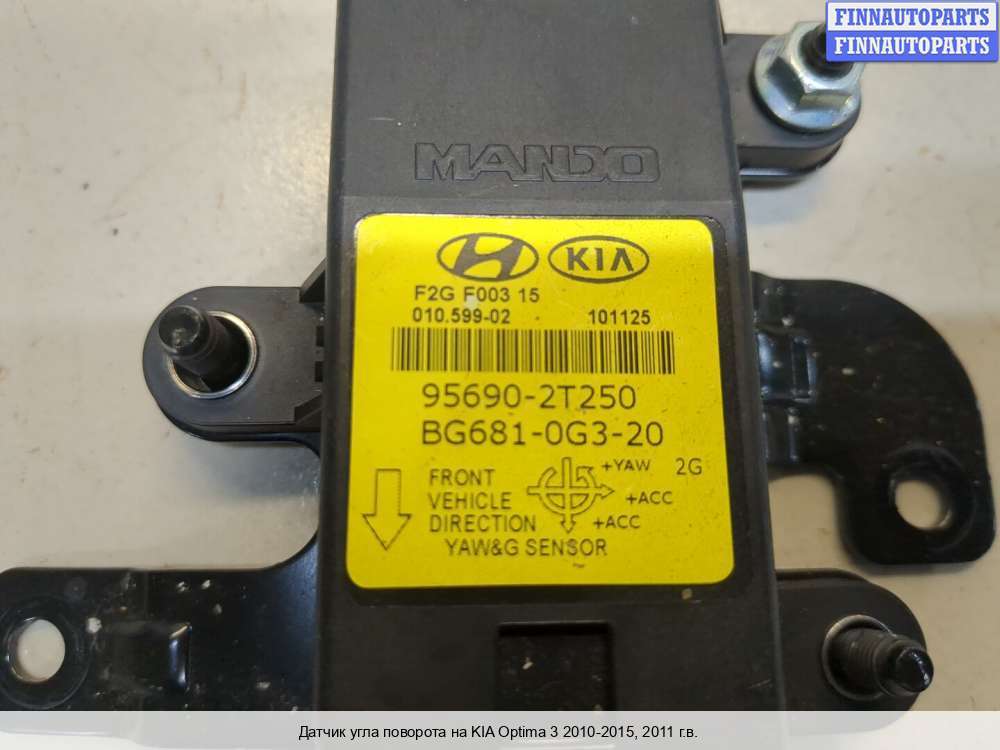 FINNAUTOPARTS
FINNAUTOPARTS
MANDO
KIA
F2G F003 15
010.599-02 101125
95690-2T250
BG681-0G3-20
FRONT
VEHICLE
DIRECTION
+YAW 2G
+ACC
+ACC
YAW&G SENSOR
Датчик угла поворота на KIA Optima 3 2010-2015, 2011 г.в.